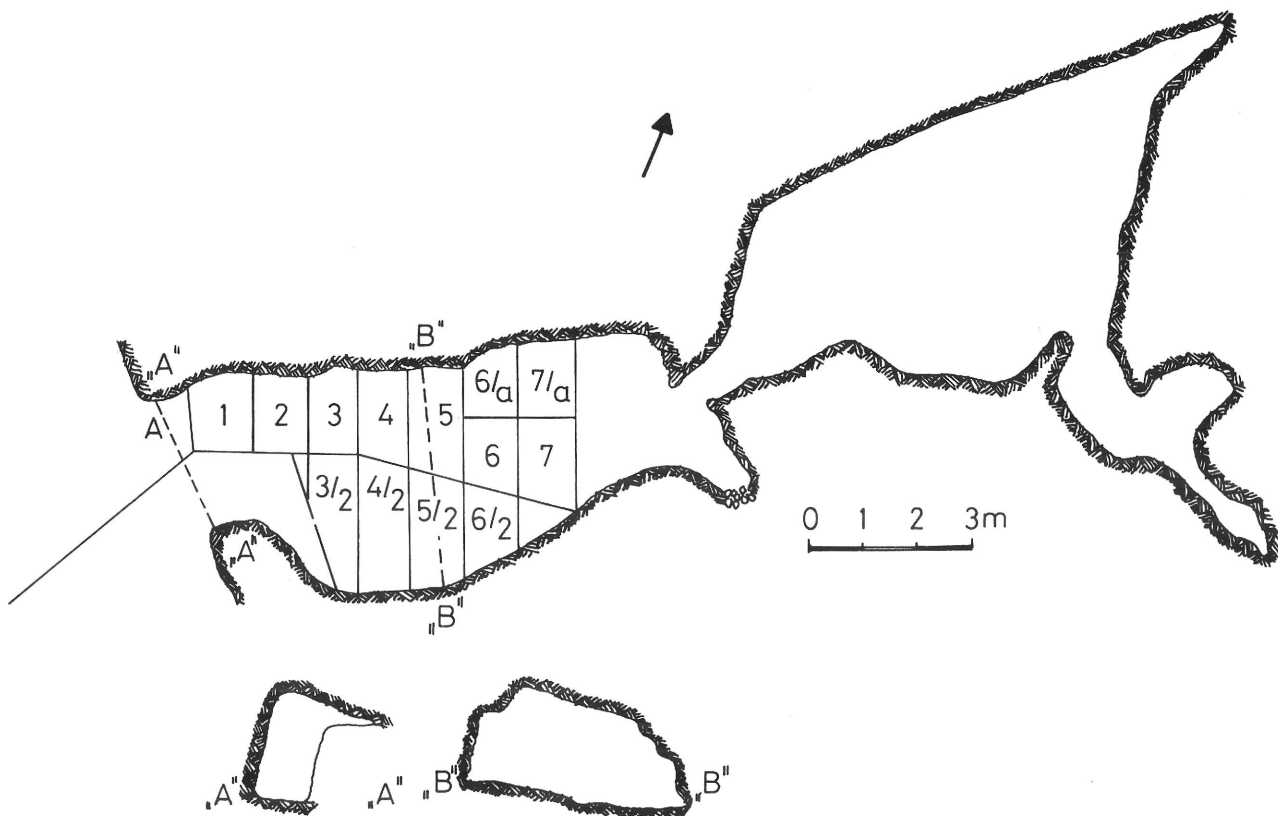 „A”
„B”
A
1 2 3 4 5 6/a 7/a
6 7
3/2 4/2 5/2 6/2
„A”
„B”
0 1 2 3m
„A” „A” „B” „B”